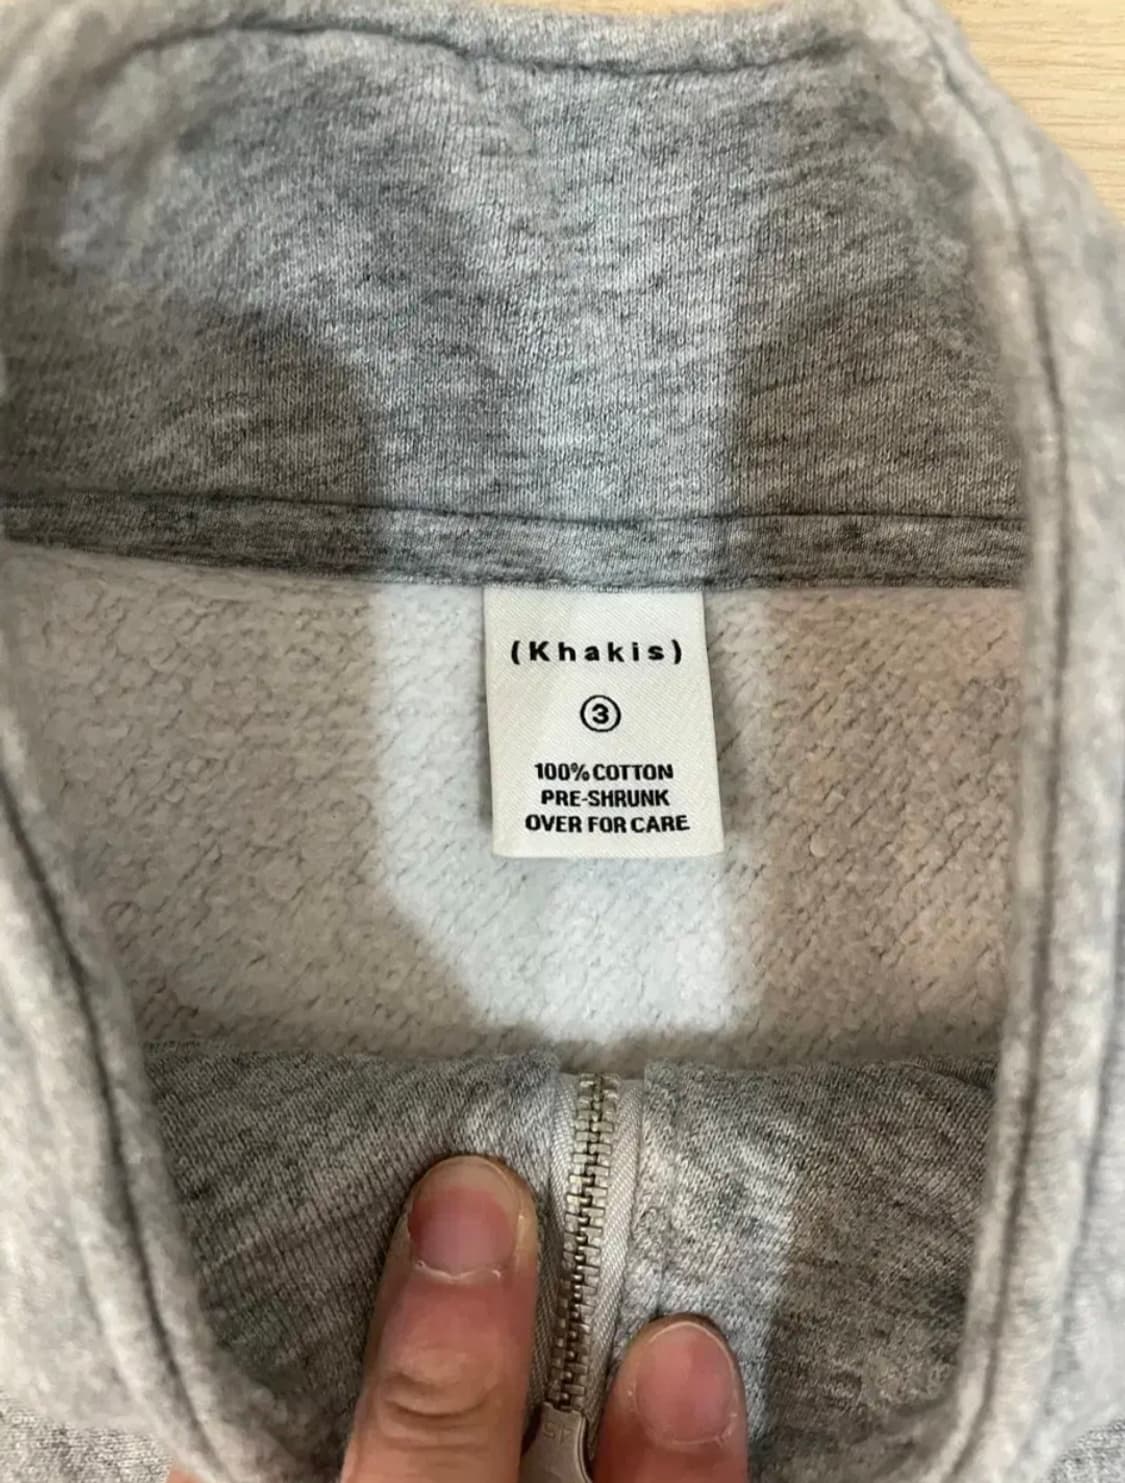 (Khakis)
③
100% COTTON
PRE-SHRUNK
OVER FOR CARE